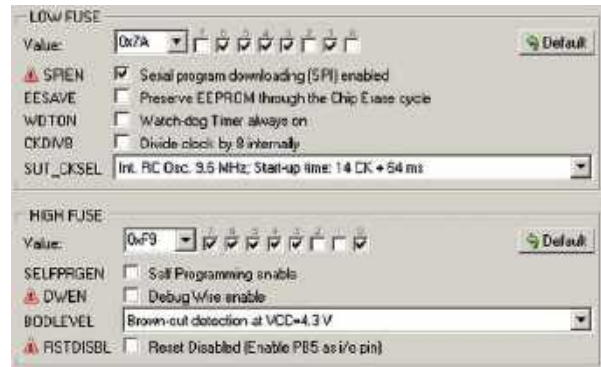 LOW FUSE
Value: 0x7A Default
SPIEN Serial program downloading (SPI) enabled
EESAVE Preserve EEPROM through the Chip Erase cycle
WDTON Watch-dog Timer always on
CKDIV8 Divide clock by 8 internally
SUT_CKSEL Int. RC Osc. 9.6 MHz; Start-up time: 14 CK + 64 ms
HIGH FUSE
Value: 0xF9 Default
SELFPRGEN Self Programming enable
DWEN Debug Wire enable
BODLEVEL Brown-out detection at VCC=4.3 V
RSTDISBL Reset Disabled (Enable PB5 as i/o pin)